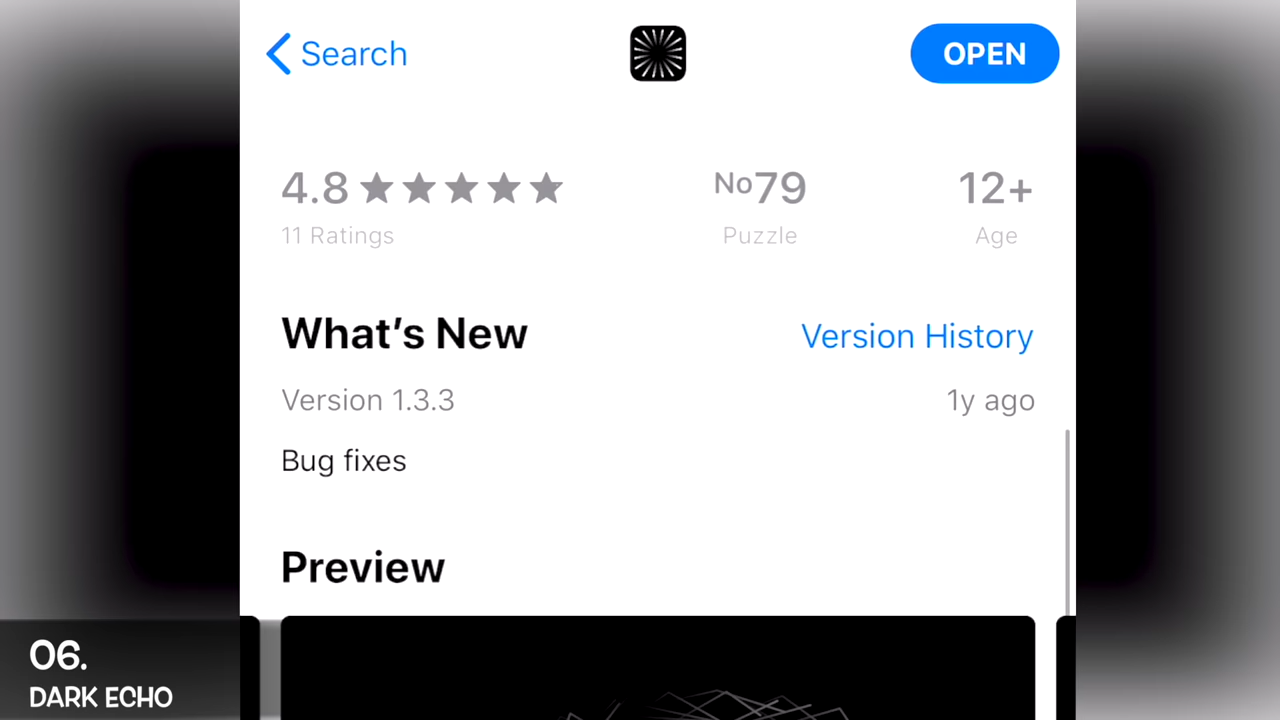 Search
OPEN
4.8 ★★★★★
No79
12+
11 Ratings
Puzzle
Age
What's New
Version History
Version 1.3.3
1y ago
Bug fixes
Preview
06.
DARK ECHO